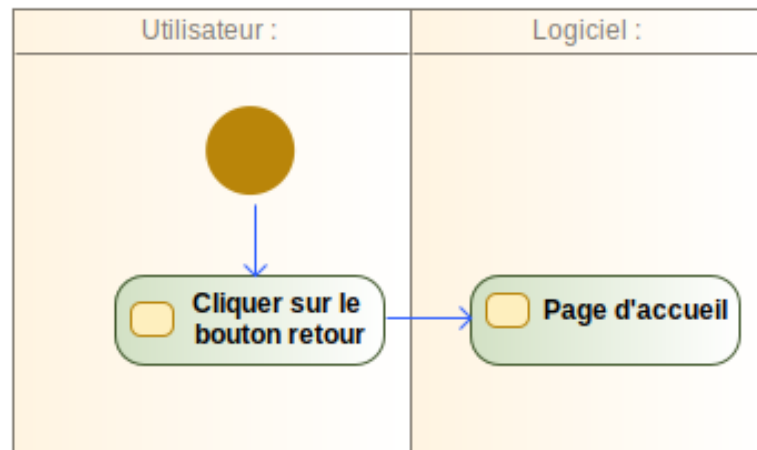 Utilisateur :
Logiciel :
Cliquer sur le
bouton retour
Page d'accueil